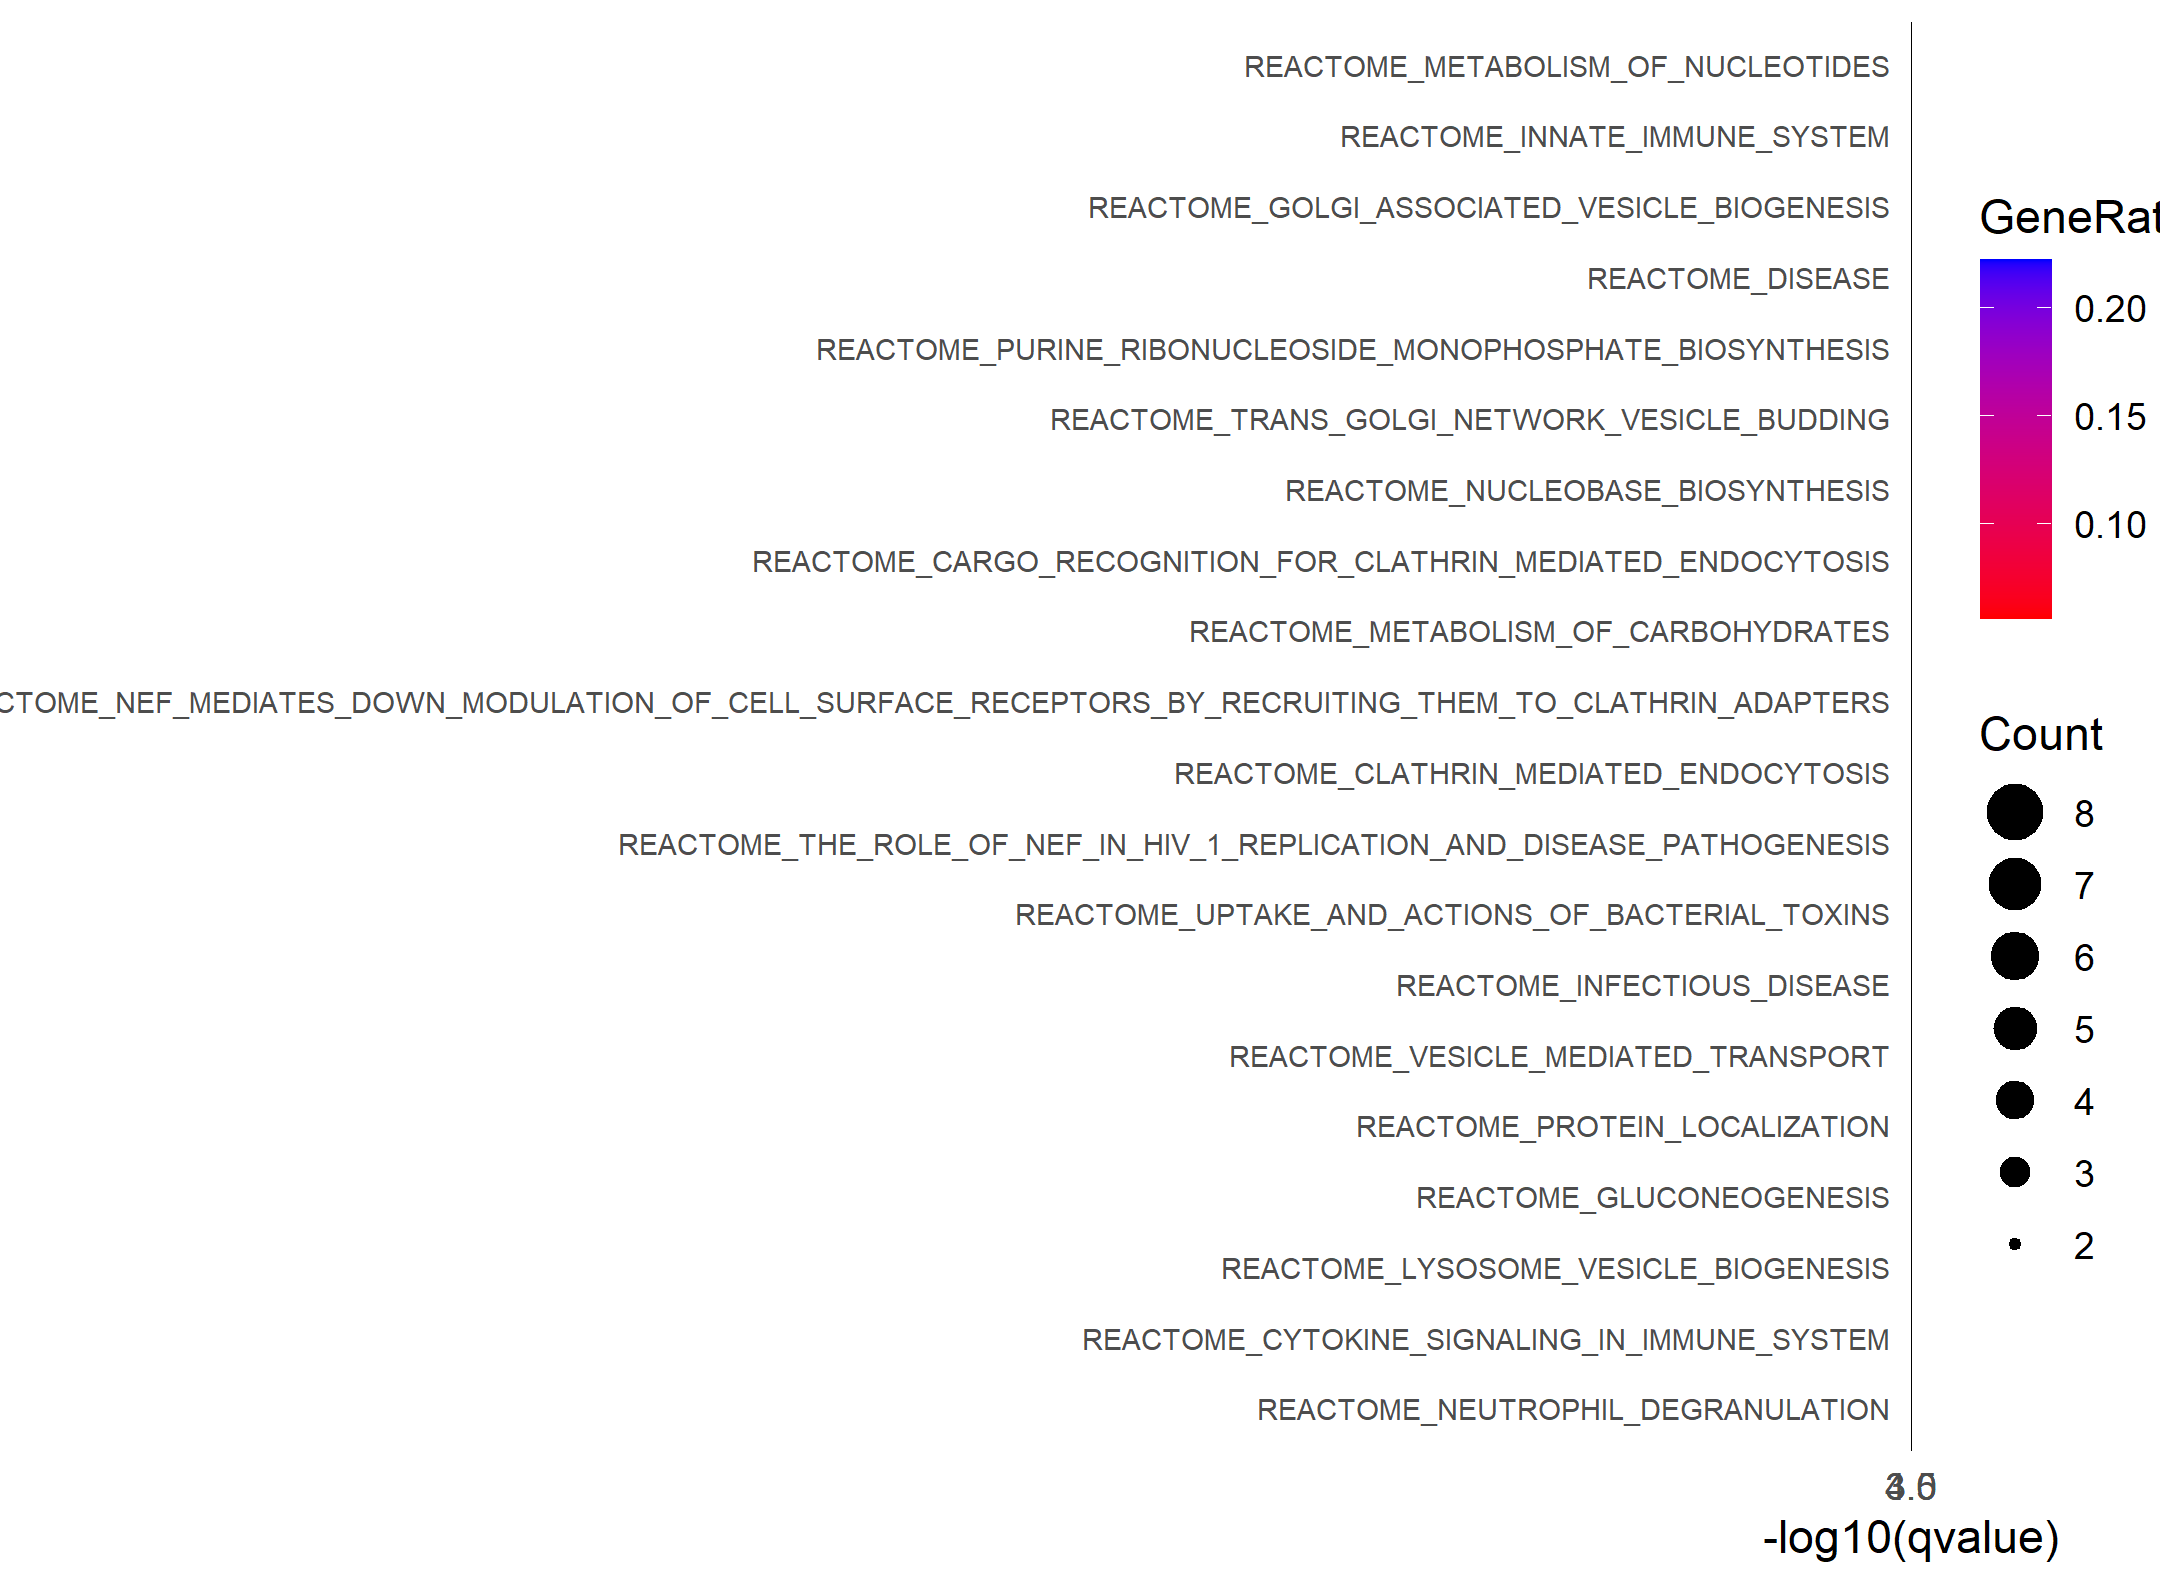 REACTOME_METABOLISM_OF_NUCLEOTIDES
REACTOME_INNATE_IMMUNE_SYSTEM
REACTOME_GOLGI_ASSOCIATED_VESICLE_BIOGENESIS
REACTOME_DISEASE
REACTOME_PURINE_RIBONUCLEOSIDE_MONOPHOSPHATE_BIOSYNTHESIS
REACTOME_TRANS_GOLGI_NETWORK_VESICLE_BUDDING
REACTOME_NUCLEOBASE_BIOSYNTHESIS
REACTOME_CARGO_RECOGNITION_FOR_CLATHRIN_MEDIATED_ENDOCYTOSIS
REACTOME_METABOLISM_OF_CARBOHYDRATES
CTOME_NEF_MEDIATES_DOWN_MODULATION_OF_CELL_SURFACE_RECEPTORS_BY_RECRUITING_THEM_TO_CLATHRIN_ADAPTERS
REACTOME_CLATHRIN_MEDIATED_ENDOCYTOSIS
REACTOME_THE_ROLE_OF_NEF_IN_HIV_1_REPLICATION_AND_DISEASE_PATHOGENESIS
REACTOME_UPTAKE_AND_ACTIONS_OF_BACTERIAL_TOXINS
REACTOME_INFECTIOUS_DISEASE
REACTOME_VESICLE_MEDIATED_TRANSPORT
REACTOME_PROTEIN_LOCALIZATION
REACTOME_GLUCONEOGENESIS
REACTOME_LYSOSOME_VESICLE_BIOGENESIS
REACTOME_CYTOKINE_SIGNALING_IN_IMMUNE_SYSTEM
REACTOME_NEUTROPHIL_DEGRANULATION
-log10(qvalue)
GeneRat
0.20
0.15
0.10
Count
8
7
6
5
4
3
2